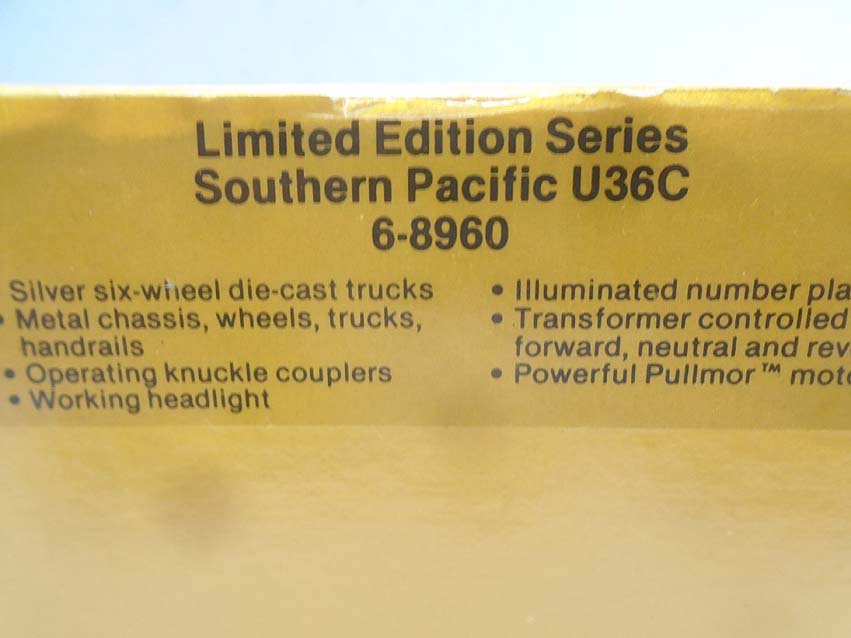 Limited Edition Series
Southern Pacific U36C
6-8960
Silver six-wheel die-cast trucks
• Metal chassis, wheels, trucks,
handrails
• Operating knuckle couplers
• Working headlight
• Illuminated number pla
• Transformer controlled
forward, neutral and rev
• Powerful Pullmor™ moto